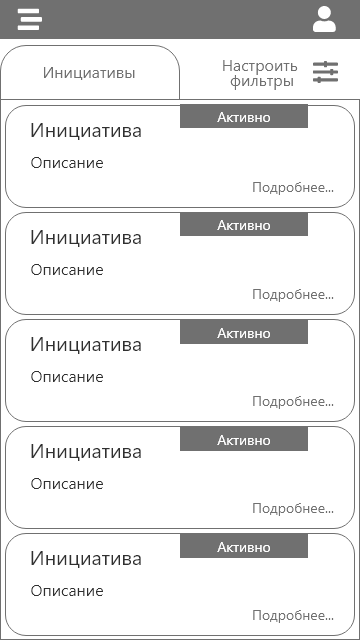 Инициативы
Настроить
фильтры
Активно
Инициатива
Описание
Подробнее...
Активно
Инициатива
Описание
Подробнее...
Активно
Инициатива
Описание
Подробнее...
Активно
Инициатива
Описание
Подробнее...
Активно
Инициатива
Описание
Подробнее...